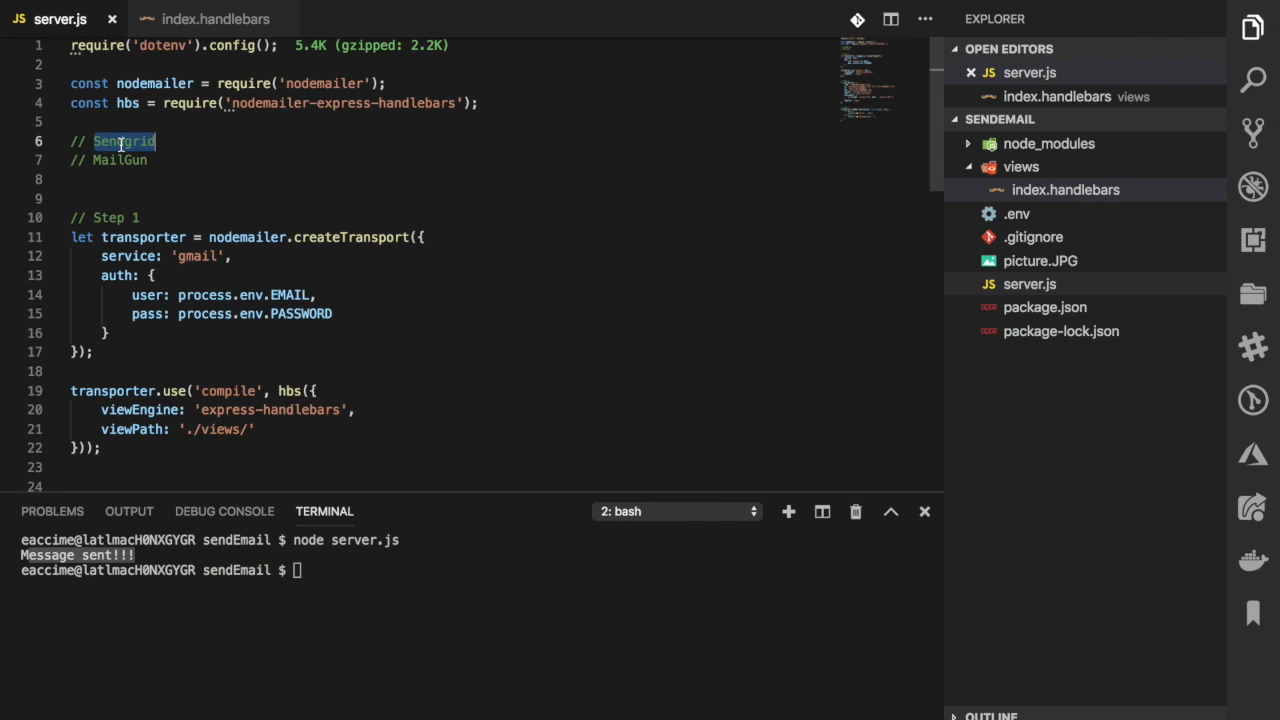 JS server.js ×
index.handlebars
EXPLORER
1 require('dotenv').config(); 5.4K (gzipped: 2.2K)
2
3 const nodemailer = require('nodemailer');
4 const hbs = require('nodemailer-express-handlebars');
5
6 // Sendgrid
7 // MailGun
8
9
10 // Step 1
11 let transporter = nodemailer.createTransport({
12 service: 'gmail',
13 auth: {
14 user: process.env.EMAIL,
15 pass: process.env.PASSWORD
16 }
17 });
18
19 transporter.use('compile', hbs({
20 viewEngine: 'express-handlebars',
21 viewPath: './views/'
22 }));
23
24
OPEN EDITORS
× JS server.js
index.handlebars views
SENDEMAIL
node_modules
views
index.handlebars
.env
.gitignore
picture.JPG
JS server.js
package.json
package-lock.json
OUTLINE
PROBLEMS OUTPUT DEBUG CONSOLE TERMINAL 2: bash
eaccime@latlmacH0NXGYGR sendEmail $ node server.js
Message sent!!!
eaccime@latlmacH0NXGYGR sendEmail $